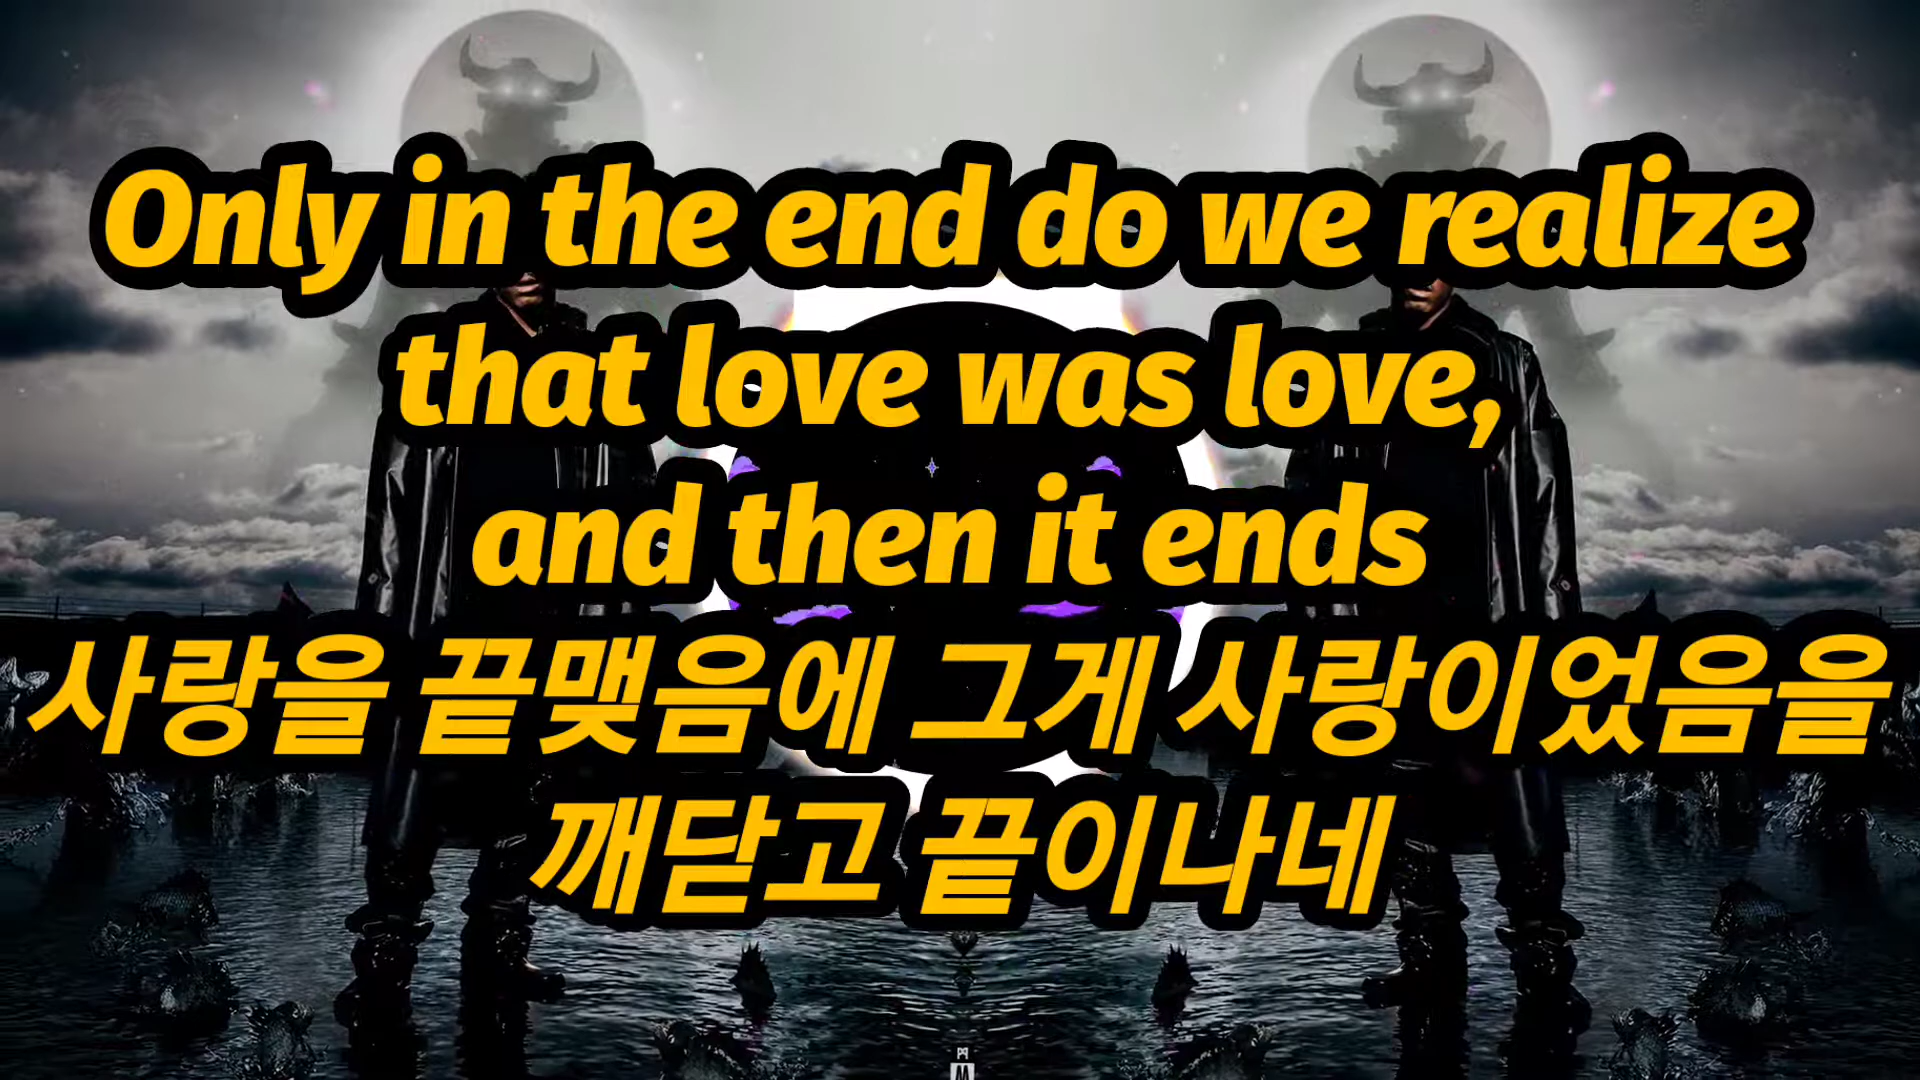 Only in the end do we realize
that love was love,
and then it ends
사랑을 끝맺음에 그게 사랑이었음을
깨닫고 끝이나네